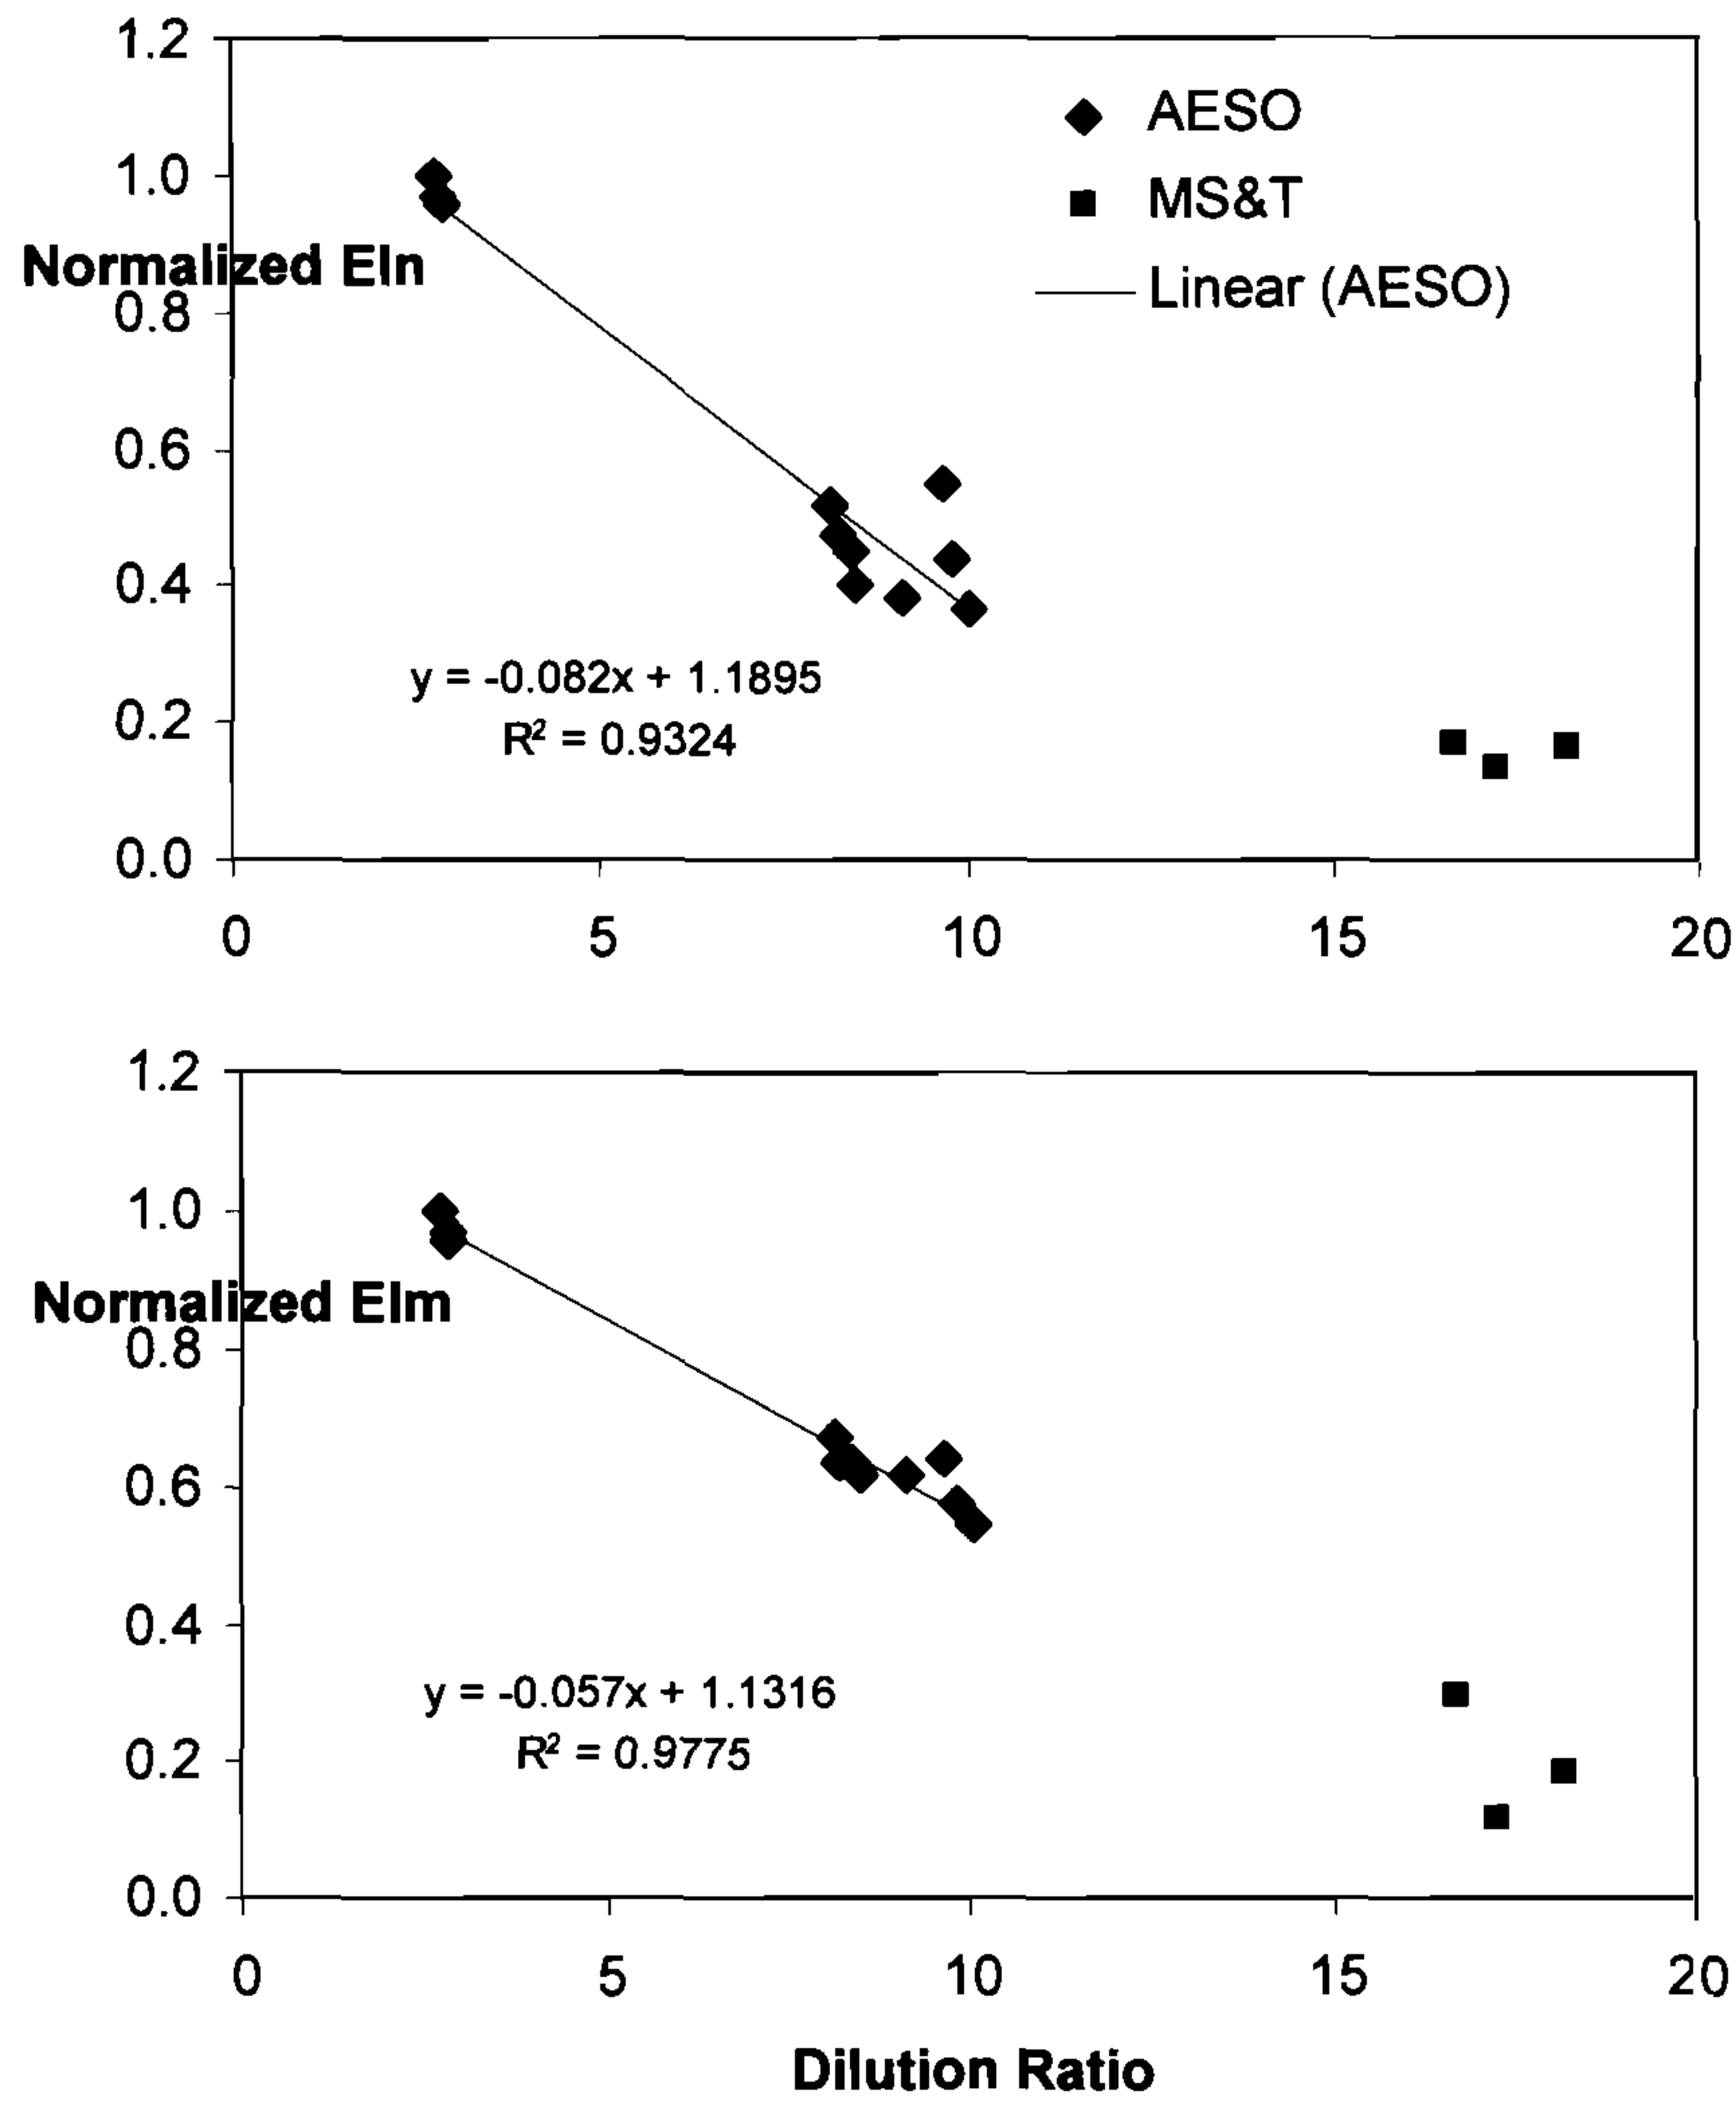 1.2
AESO
1.0
MS&T
Normalized EIn
Linear (AESO)
0.8
0.6
0.4
y = -0.082x + 1.1895
0.2
R² = 0.9324
0.0
0 5 10 15 20
1.2
1.0
Normalized EIm
0.8
0.6
0.4
y = -0.057x + 1.1316
0.2
R² = 0.9775
0.0
0 5 10 15 20
Dilution Ratio